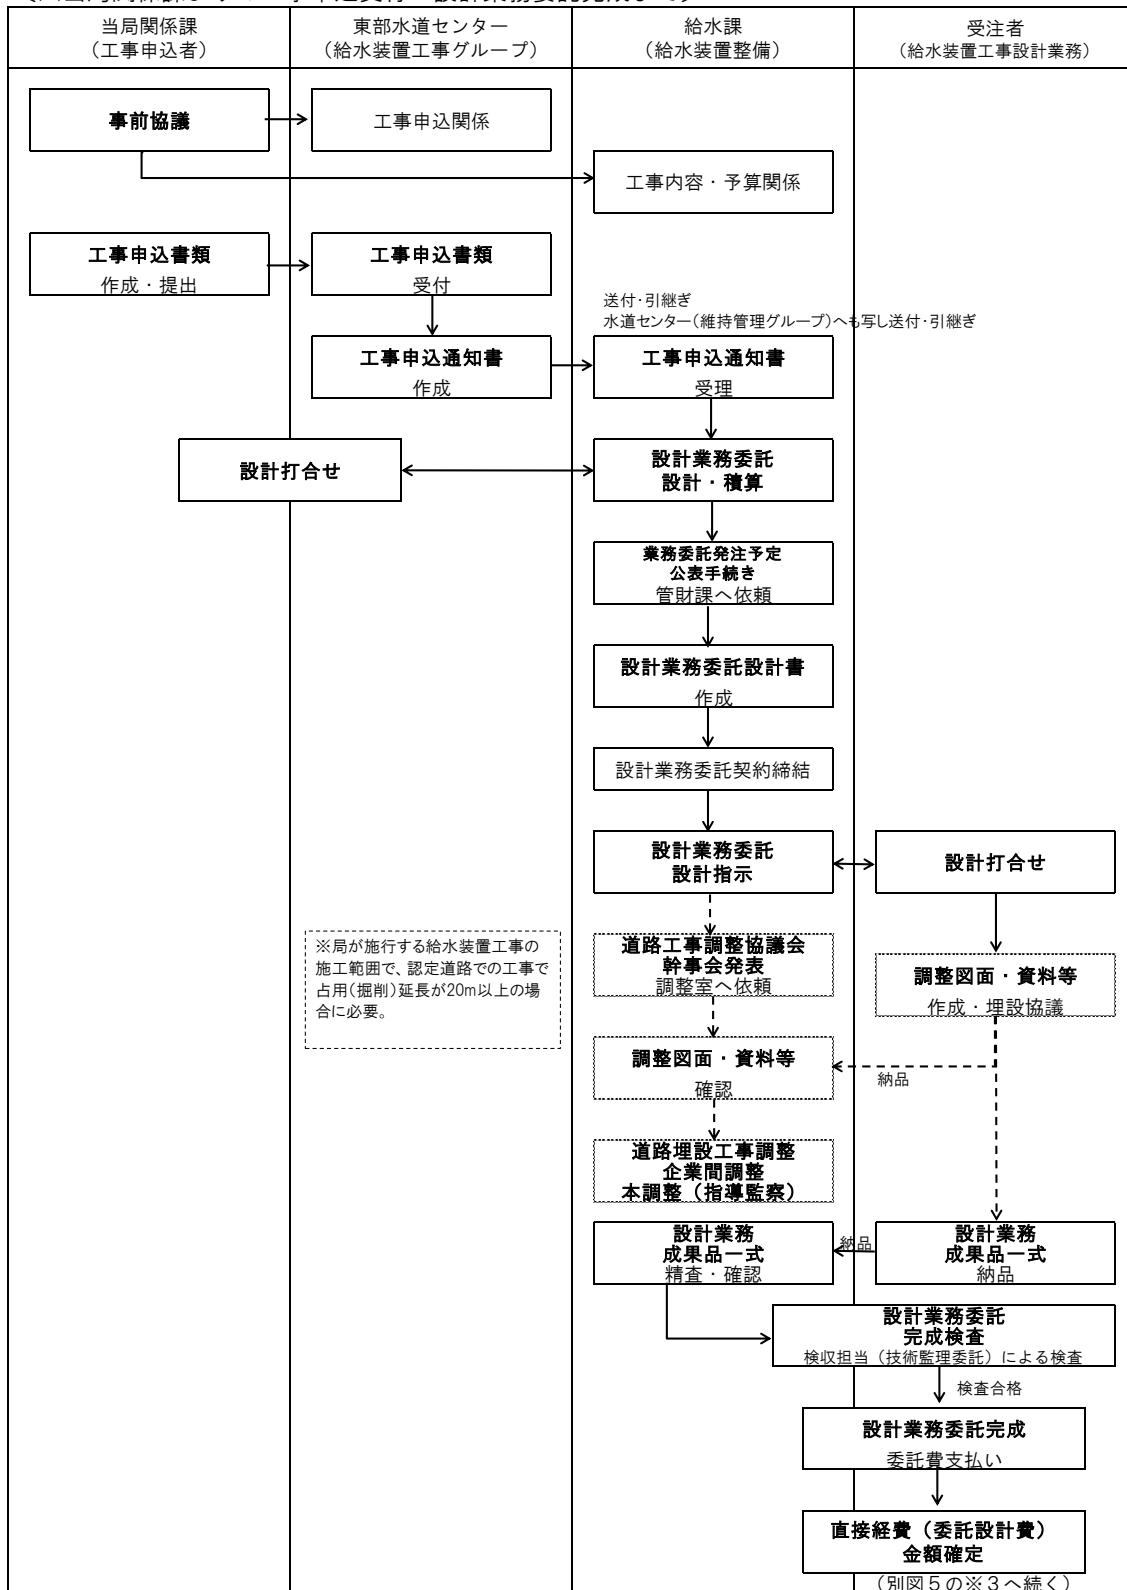 当局関係課
（工事申込者）
東部水道センター
（給水装置工事グループ）
給水課
（給水装置整備）
受注者
（給水装置工事設計業務）
事前協議
工事申込関係
工事内容・予算関係
工事申込書類
作成・提出
工事申込書類
受付
送付・引継ぎ
水道センター（維持管理グループ）へも写し送付・引継ぎ
工事申込通知書
作成
工事申込通知書
受理
設計打合せ
設計業務委託
設計・積算
業務委託発注予定
公表手続き
管財課へ依頼
設計業務委託設計書
作成
設計業務委託契約締結
設計業務委託
設計指示
設計打合せ
※局が施行する給水装置工事の
施工範囲で、認定道路での工事で
占用（掘削）延長が20m以上の場
合に必要。
道路工事調整協議会
幹事会発表
調整室へ依頼
調整図面・資料等
作成・埋設協議
調整図面・資料等
確認
納品
道路埋設工事調整
企業間調整
本調整（指導監察）
設計業務
成果品一式
精査・確認
納品
設計業務
成果品一式
納品
設計業務委託
完成検査
検収担当（技術監理委託）による検査
検査合格
設計業務委託完成
委託費支払い
直接経費（委託設計費）
金額確定
（別図５の※３へ続く）